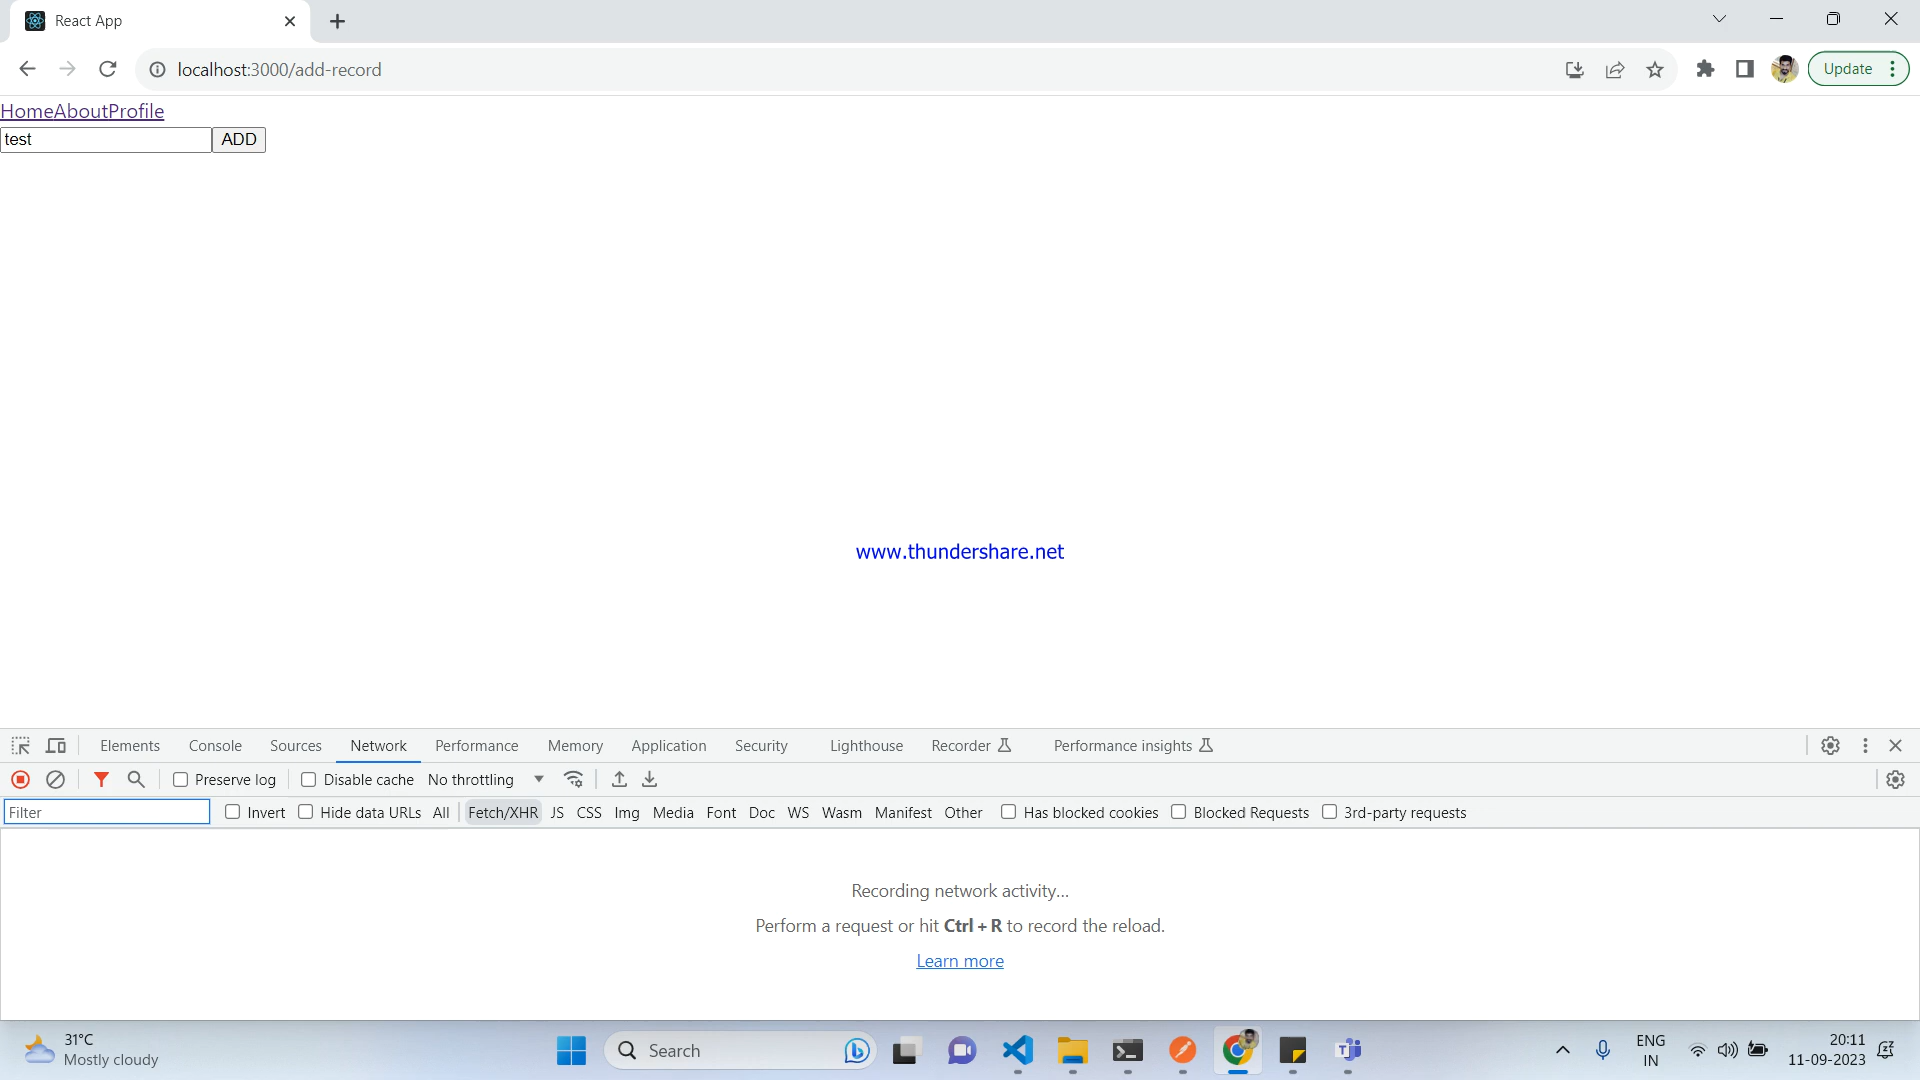 React App
localhost:3000/add-record
Update
HomeAboutProfile
test
ADD
www.thundershare.net
Elements Console Sources Network Performance Memory Application Security Lighthouse Recorder Performance insights
Preserve log Disable cache No throttling
Filter Invert Hide data URLs All Fetch/XHR JS CSS Img Media Font Doc WS Wasm Manifest Other Has blocked cookies Blocked Requests 3rd-party requests
Recording network activity...
Perform a request or hit Ctrl + R to record the reload.
Learn more
31°C
Mostly cloudy
Search
ENG
IN
20:11
11-09-2023